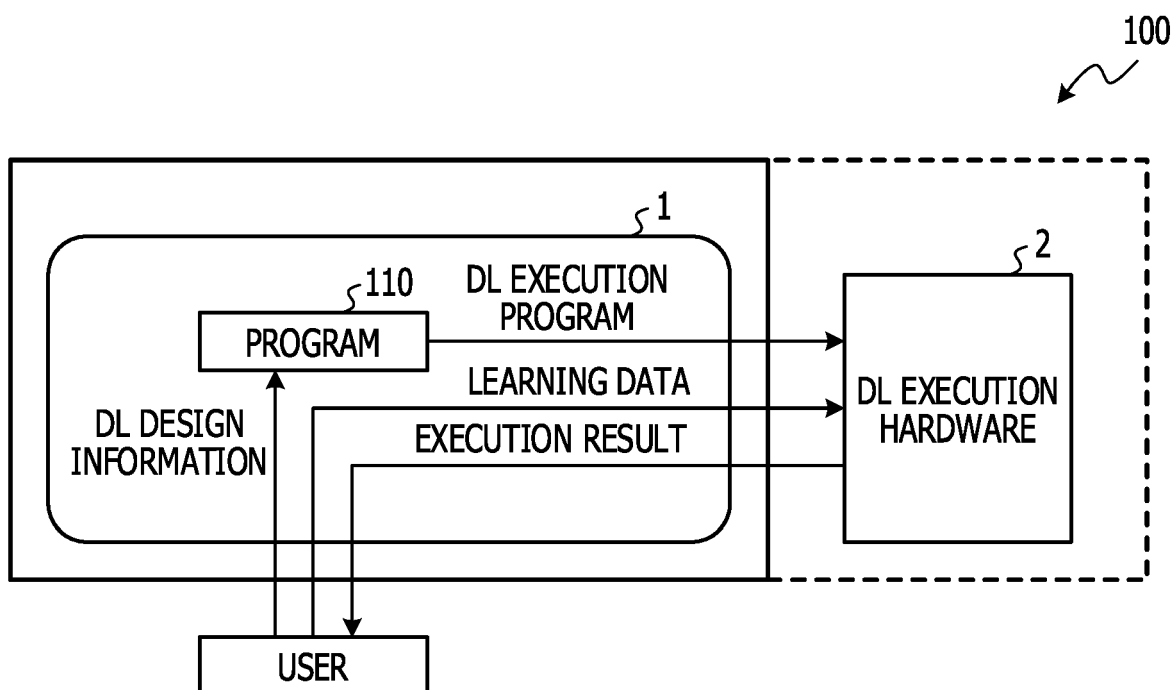 100
1
2
110
DL EXECUTION
PROGRAM
PROGRAM
LEARNING DATA
DL DESIGN
INFORMATION
EXECUTION RESULT
DL EXECUTION
HARDWARE
USER